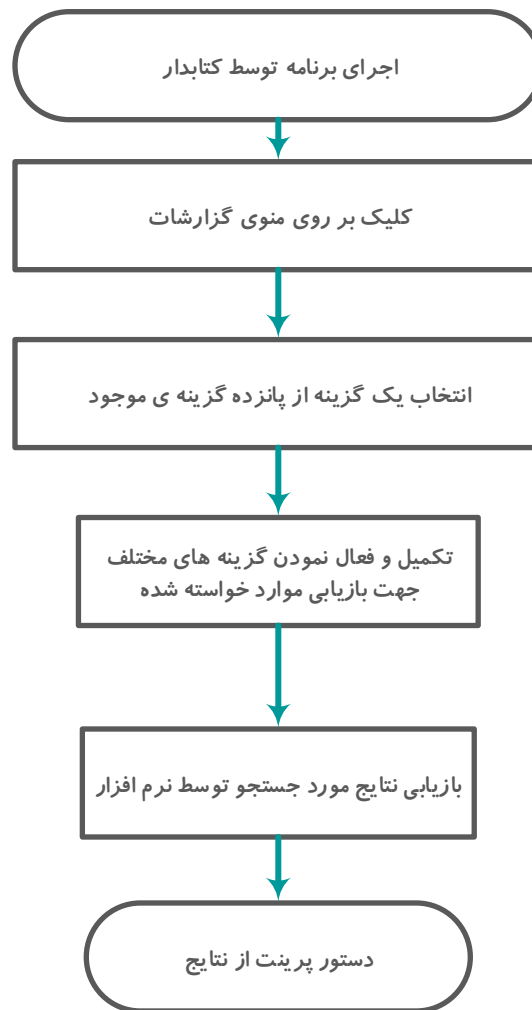 اجرای برنامه توسط کتابدار
کلیک بر روی منوی گزارشات
انتخاب یک گزینه از پانزده گزینه ی موجود
تکمیل و فعال نمودن گزینه های مختلف
جهت بازیابی موارد خواسته شده
بازیابی نتایج مورد جستجو توسط نرم افزار
دستور پرینت از نتایج